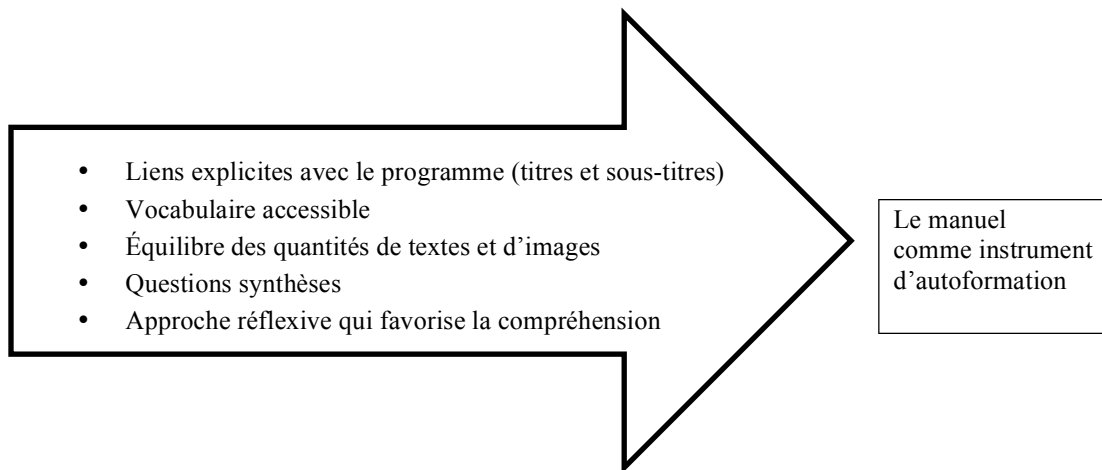 • Liens explicites avec le programme (titres et sous-titres)
• Vocabulaire accessible
• Équilibre des quantités de textes et d’images
• Questions synthèses
• Approche réflexive qui favorise la compréhension
Le manuel
comme instrument
d’autoformation